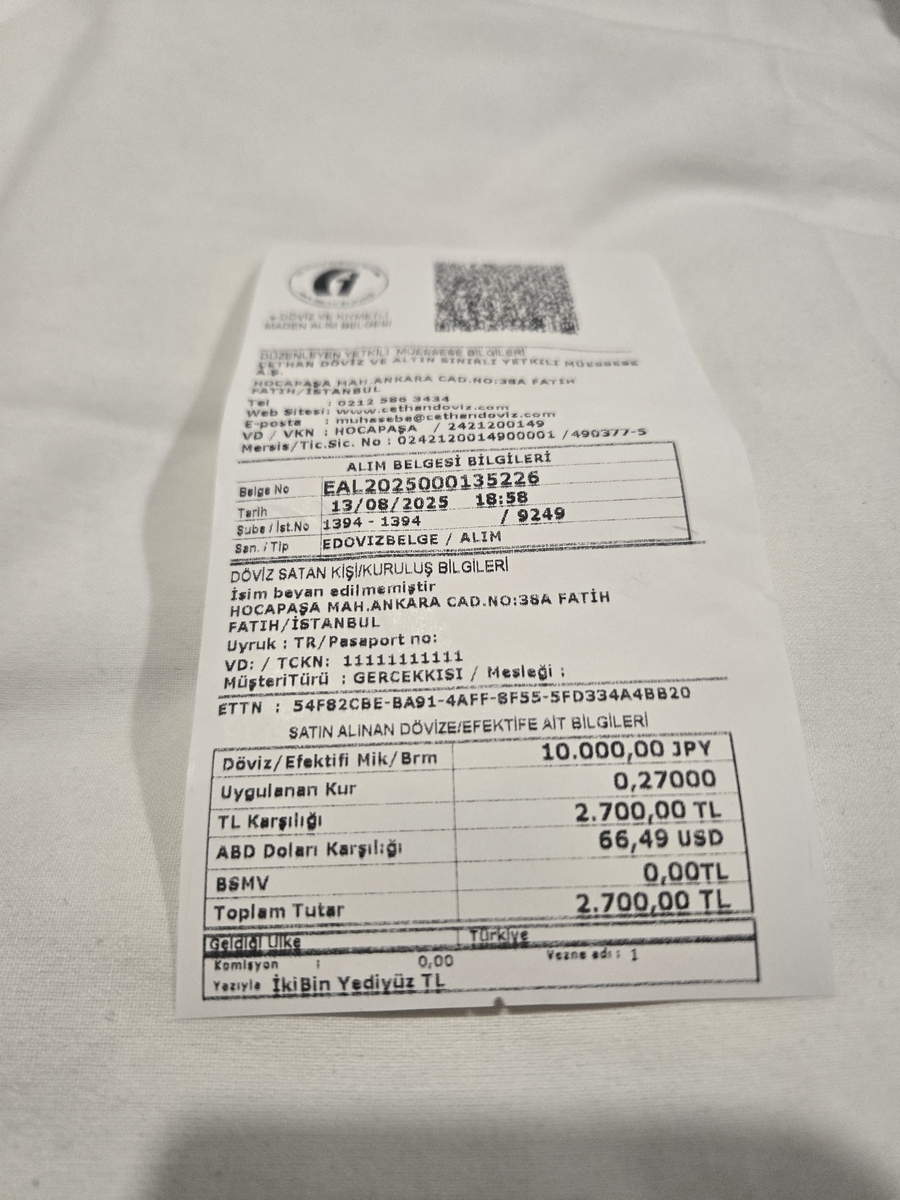 e-DÖVİZ VE KIYMETLİ
MADEN ALIM BELGESİ
DÜZENLEYEN YETKİLİ MÜESSESE BİLGİLERİ
CETHAN DÖVİZ VE ALTIN SINIRLI YETKİLİ MÜESSESE
A.Ş.
HOCAPAŞA MAH.ANKARA CAD.NO:38A FATİH
FATIH/İSTANBUL
Tel : 0212 586 3434
Web Sitesi: www.cethandoviz.com
E-posta : muhasebe@cethandoviz.com
VD / VKN : HOCAPAŞA / 2421200149
Mersis/Tic.Sic. No : 0242120014900001 /490377-5
ALIM BELGESİ BİLGİLERİ
Belge No EAL2025000135226
Tarih 13/08/2025 18:58
Şube / İst.No 1394 - 1394 / 9249
Sen. / Tip EDOVIZBELGE / ALIM
DÖVİZ SATAN KİŞİ/KURULUŞ BİLGİLERİ
İsim beyan edilmemiştir
HOCAPAŞA MAH.ANKARA CAD.NO:38A FATİH
FATIH/İSTANBUL
Uyruk : TR/Pasaport no:
VD: / TCKN: 11111111111
MüşteriTürü : GERCEKKISI / Mesleği :
ETTN : 54F82CBE-BA91-4AFF-8F55-5FD334A4BB20
SATIN ALINAN DÖVİZE/EFEKTİFE AİT BİLGİLERİ
Döviz/Efektifi Mik/Brm 10.000,00 JPY
Uygulanan Kur 0,27000
TL Karşılığı 2.700,00 TL
ABD Doları Karşılığı 66,49 USD
BSMV 0,00TL
Toplam Tutar 2.700,00 TL
Geldiği Ülke Türkiye
Komisyon : 0,00 Vezne adı : 1
Yazıyla İkiBin Yediyüz TL